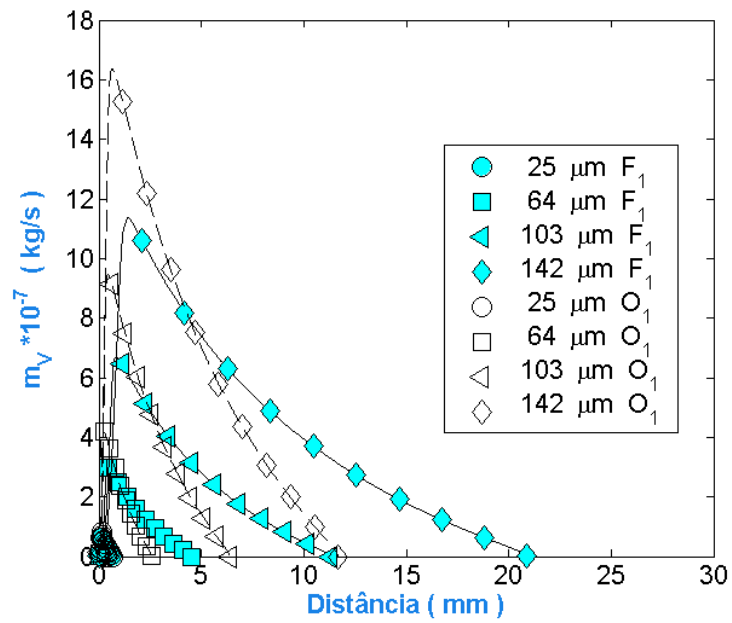 18
16
14
12
10
8
6
4
2
0
m_V *10^-7 ( kg/s )
25 μm F_1
64 μm F_1
103 μm F_1
142 μm F_1
25 μm O_1
64 μm O_1
103 μm O_1
142 μm O_1
0 5 10 15 20 25 30
Distância ( mm )